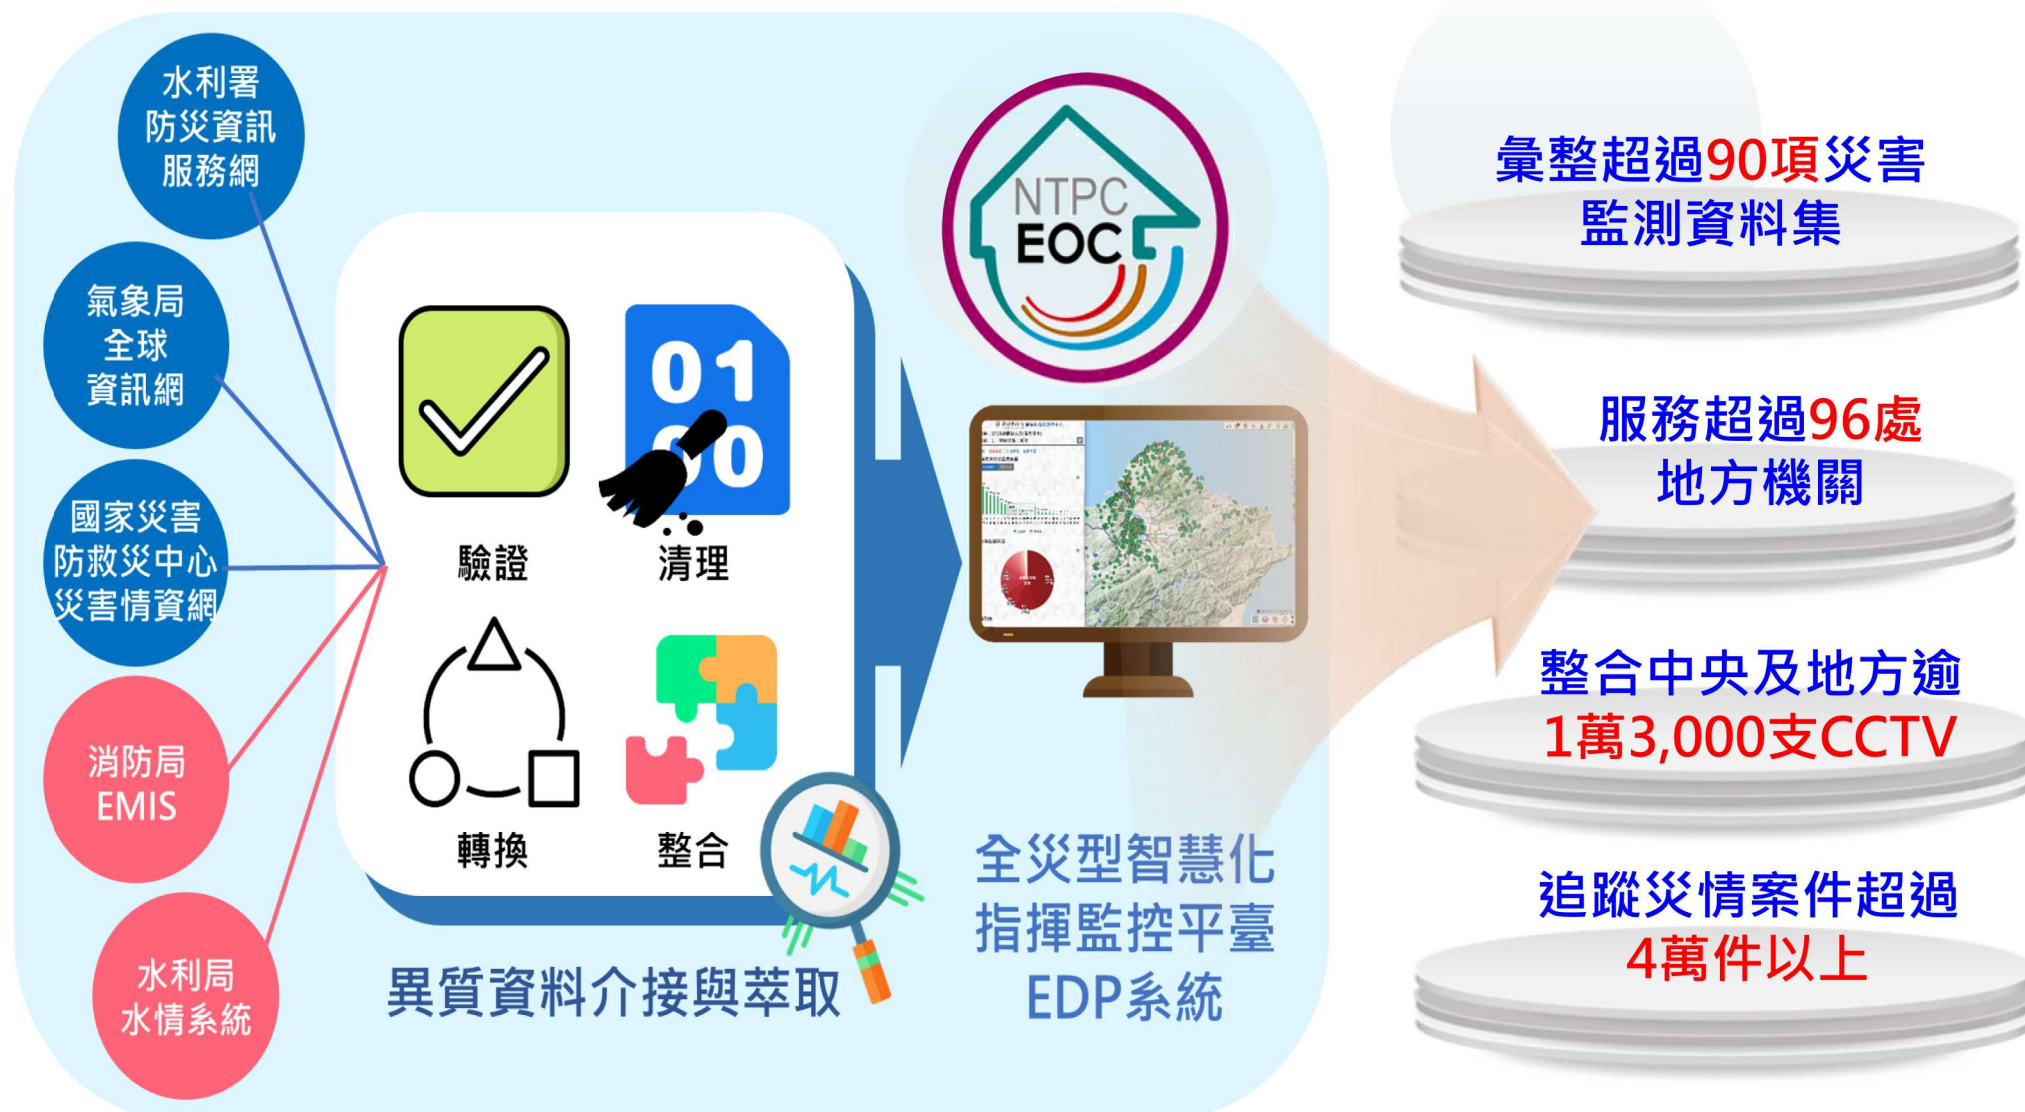 水利署
防災資訊
服務網
氣象局
全球
資訊網
國家災害
防救災中心
災害情資網
消防局
EMIS
水利局
水情系統
01
00
驗證
清理
轉換
整合
異質資料介接與萃取
NTPC
EOC
全災型智慧化
指揮監控平臺
EDP系統
彙整超過90項災害
監測資料集
服務超過96處
地方機關
整合中央及地方逾
1萬3,000支CCTV
追蹤災情案件超過
4萬件以上